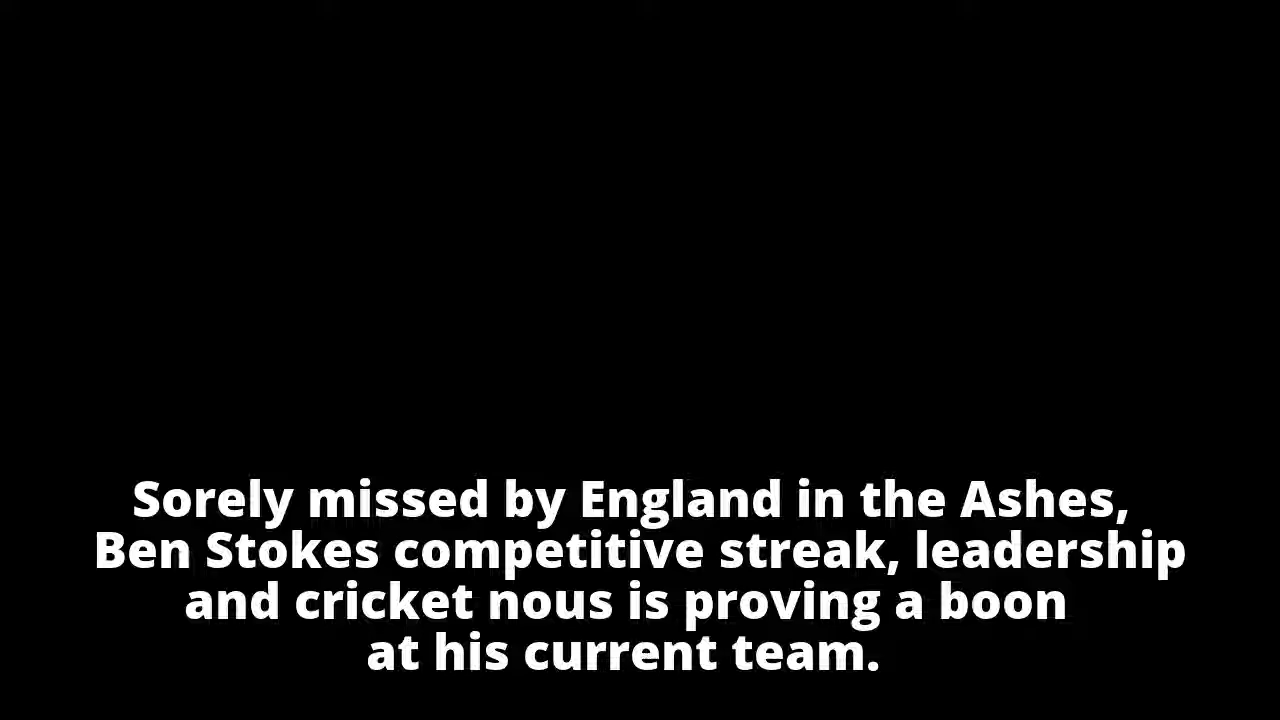 Sorely missed by England in the Ashes,
Ben Stokes competitive streak, leadership
and cricket nous is proving a boon
at his current team.